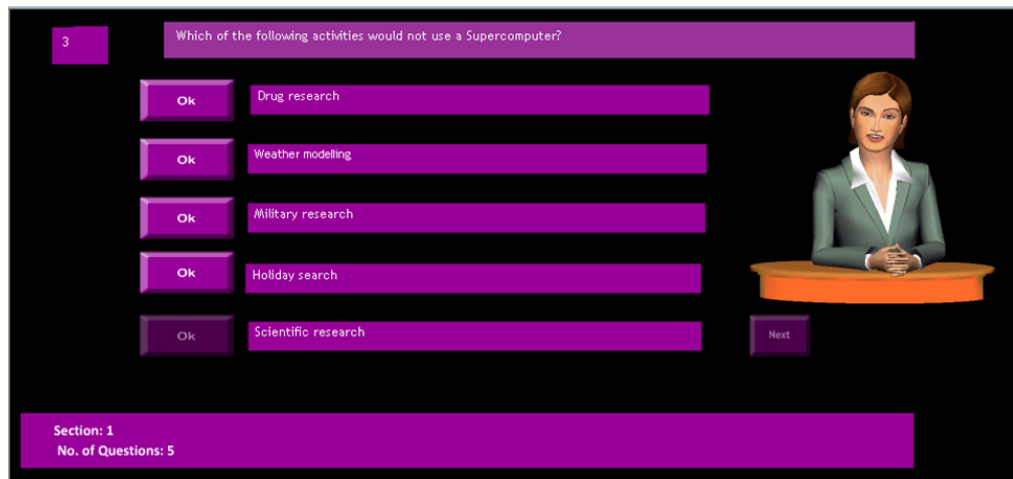 3
Which of the following activities would not use a Supercomputer?
Ok
Drug research
Ok
Weather modelling
Ok
Military research
Ok
Holiday search
Ok
Scientific research
Next
Section: 1
No. of Questions: 5